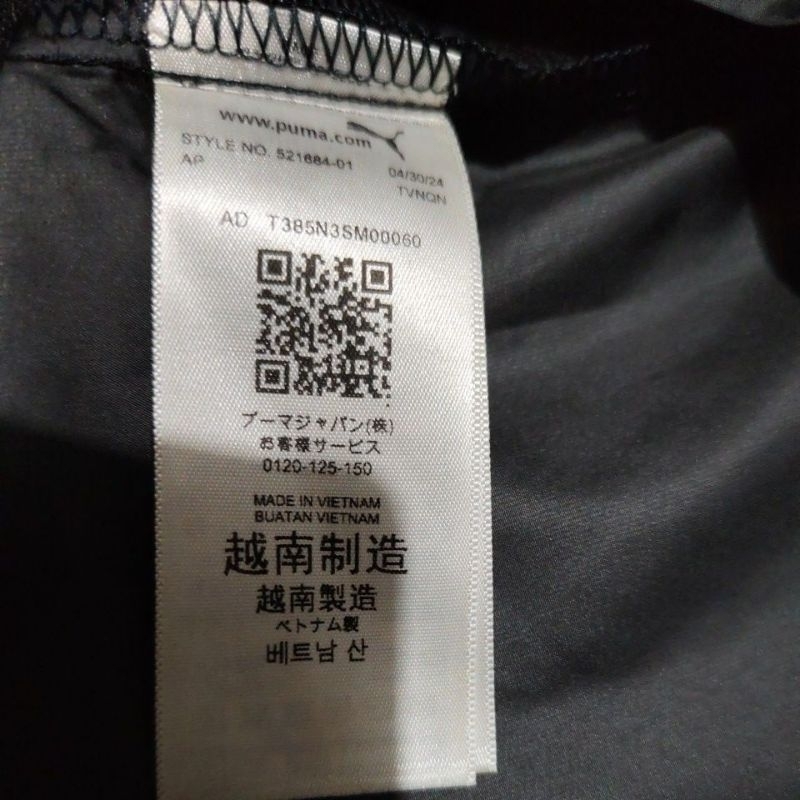 www.puma.com
STYLE NO. 521684-01
04/30/24
AP
TVNQN
AD T385N3SM00060
プーマジャパン(株)
お客様サービス
0120-125-150
MADE IN VIETNAM
BUATAN VIETNAM
越南制造
越南製造
ベトナム製
베트남 산